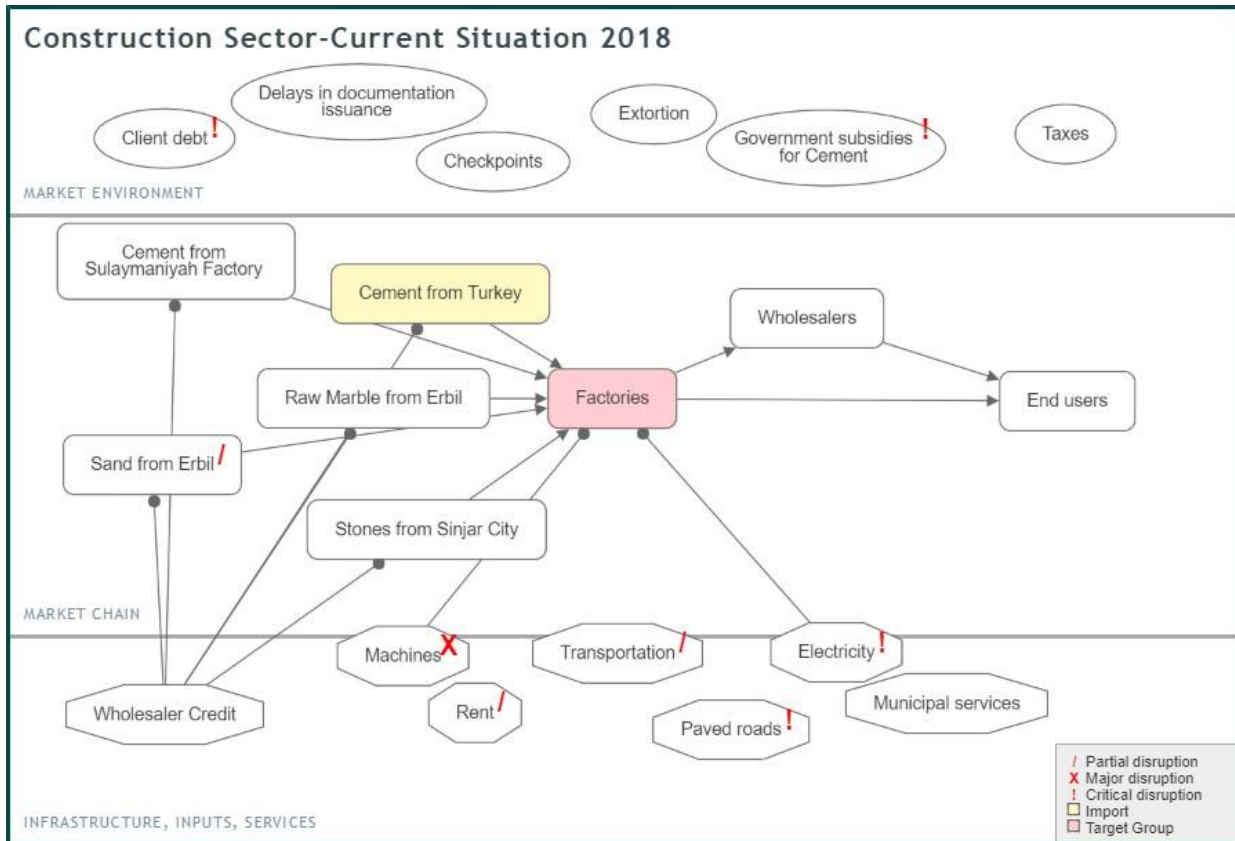 Construction Sector-Current Situation 2018
Delays in documentation
issuance
Client debt !
Checkpoints
Extortion
Government subsidies !
for Cement
Taxes
MARKET ENVIRONMENT
Cement from
Sulaymaniyah Factory
Cement from Turkey
Wholesalers
Raw Marble from Erbil
Factories
End users
Sand from Erbil /
Stones from Sinjar City
MARKET CHAIN
Machines X
Transportation /
Electricity !
Wholesaler Credit
Rent /
Paved roads !
Municipal services
INFRASTRUCTURE, INPUTS, SERVICES
/ Partial disruption
X Major disruption
! Critical disruption
Import
Target Group